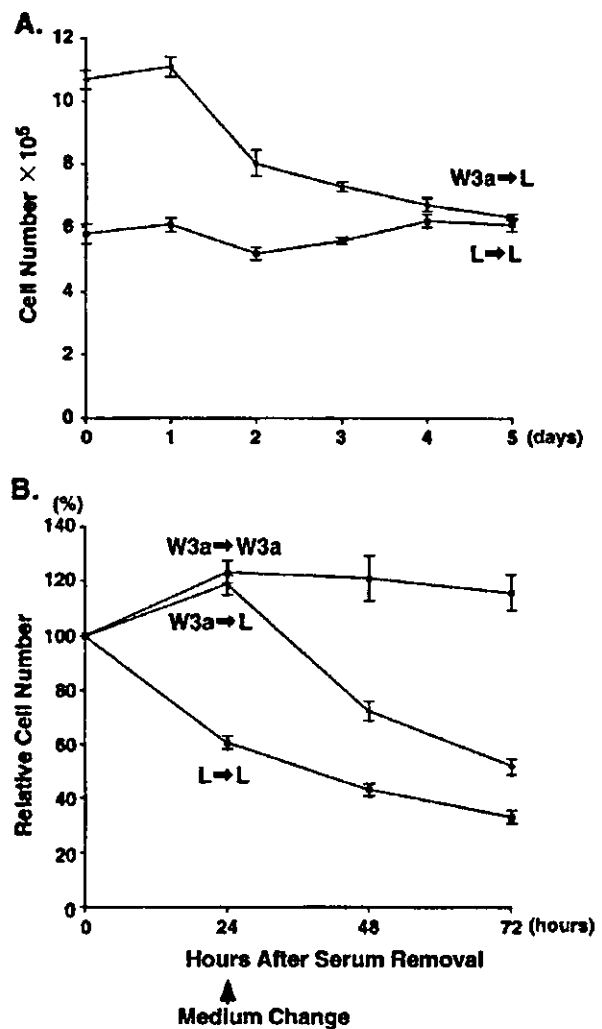 A.
12
10
8
6
4
2
0
Cell Number × 10⁵
W3a➡L
L➡L
0 1 2 3 4 5 (days)
B.
(%)
140
120
100
80
60
40
20
0
Relative Cell Number
W3a➡W3a
W3a➡L
L➡L
0 24 48 72 (hours)
Hours After Serum Removal
Medium Change